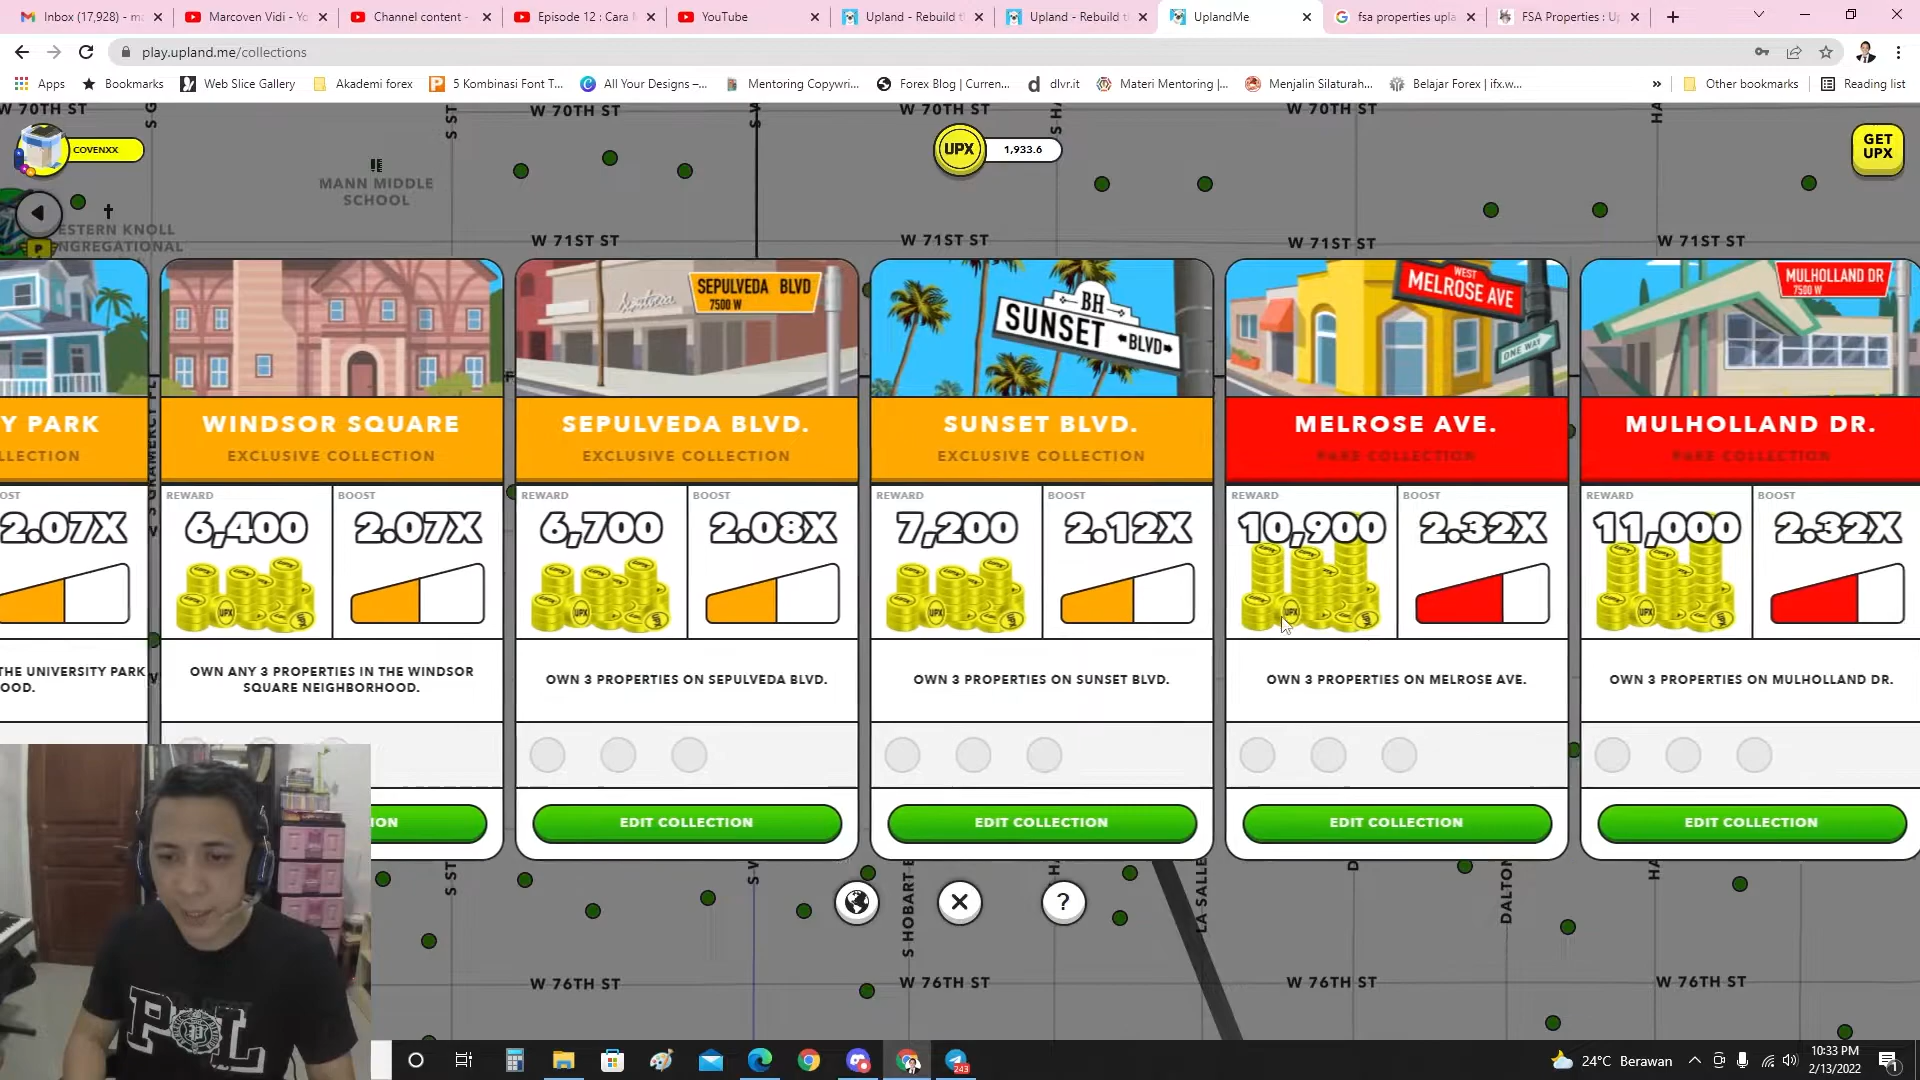 Inbox (17,928) - m
Marcoven Vidi - Yo
Channel content -
Episode 12 : Cara M
YouTube
Upland - Rebuild t
Upland - Rebuild t
UplandMe
fsa properties upla
FSA Properties : U
play.upland.me/collections
Apps
Bookmarks
Web Slice Gallery
Akademi forex
5 Kombinasi Font T...
All Your Designs –...
Mentoring Copywri...
Forex Blog | Curren...
dlvr.it
Materi Mentoring |...
Menjalin Silaturah...
Belajar Forex | ifx.w...
»
Other bookmarks
Reading list
W 70TH ST
W 70TH ST
W 70TH ST
W 70TH ST
COVENXX
UPX
1,933.6
GET
UPX
MANN MIDDLE
SCHOOL
ESTERN KNOLL
NGREGATIONAL
P
W 71ST ST
W 71ST ST
W 71ST ST
W 71ST ST
Y PARK
LLECTION
OST
2.07X
THE UNIVERSITY PARK
OOD.
WINDSOR SQUARE
EXCLUSIVE COLLECTION
REWARD
6,400
BOOST
2.07X
OWN ANY 3 PROPERTIES IN THE WINDSOR
SQUARE NEIGHBORHOOD.
ION
SEPULVEDA BLVD
7500 W
SEPULVEDA BLVD.
EXCLUSIVE COLLECTION
REWARD
6,700
BOOST
2.08X
OWN 3 PROPERTIES ON SEPULVEDA BLVD.
EDIT COLLECTION
BH
SUNSET BLVD
SUNSET BLVD.
EXCLUSIVE COLLECTION
REWARD
7,200
BOOST
2.12X
OWN 3 PROPERTIES ON SUNSET BLVD.
EDIT COLLECTION
WEST
MELROSE AVE
ONE WAY
MELROSE AVE.
RARE COLLECTION
REWARD
10,900
BOOST
2.32X
OWN 3 PROPERTIES ON MELROSE AVE.
EDIT COLLECTION
MULHOLLAND DR
7500 W
MULHOLLAND DR.
RARE COLLECTION
REWARD
11,000
BOOST
2.32X
OWN 3 PROPERTIES ON MULHOLLAND DR.
EDIT COLLECTION
?
S HOBART
LA SALLE
DALTON
W 76TH ST
W 76TH ST
W 76TH ST
W 76TH ST
P L
243
24°C Berawan
10:33 PM
2/13/2022
1